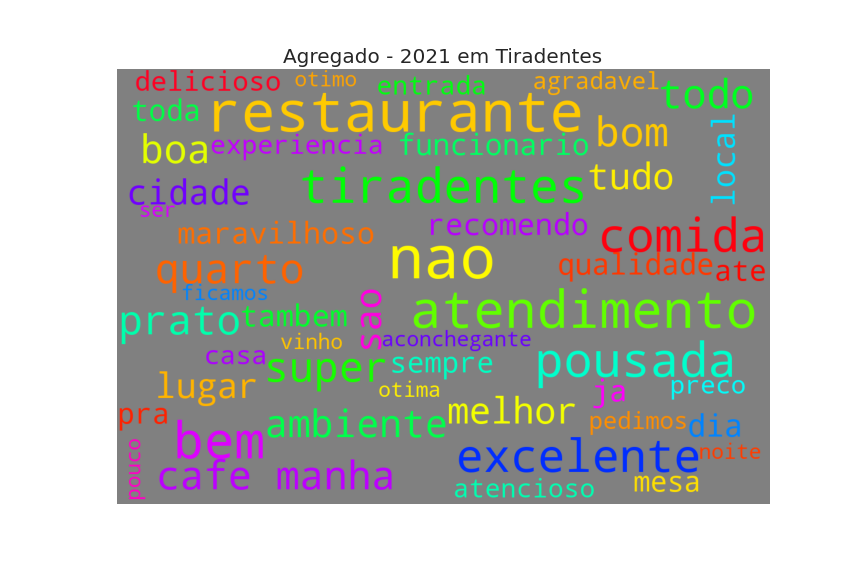 Agregado - 2021 em Tiradentes
delicioso
otimo
entrada
agradavel
todo
toda
restaurante
bom
local
boa
experiencia
funcionario
cidade
tiradentes
tudo
ser
maravilhoso
recomendo
comida
nao
quarto
qualidade
ate
ficamos
prato
tambem
sao
atendimento
vinho
aconchegante
casa
super
sempre
pousada
lugar
otima
ja
preco
pra
ambiente
melhor
pedimos
dia
bem
excelente
noite
pouco
cafe manha
atencioso
mesa